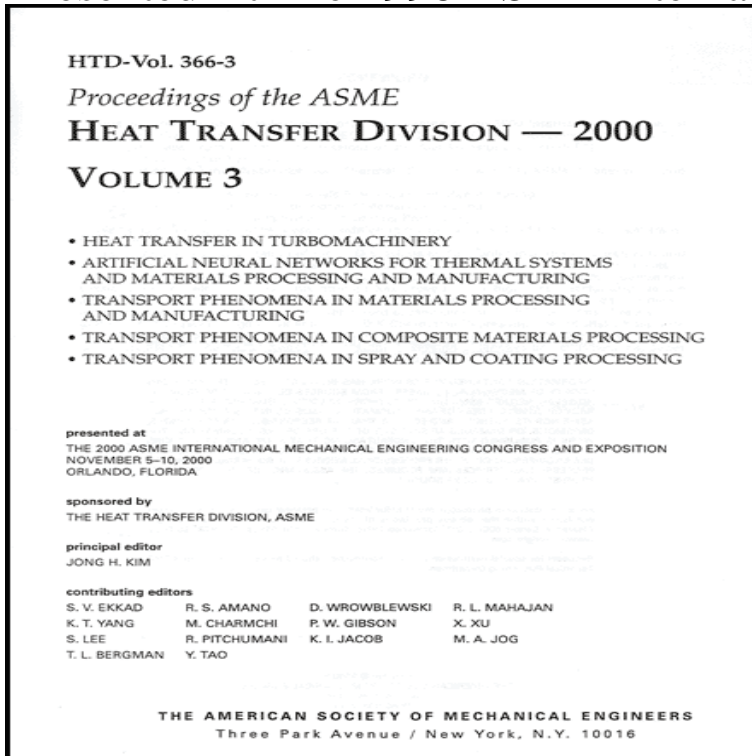 HTD-Vol. 366-3
Proceedings of the ASME
HEAT TRANSFER DIVISION — 2000
VOLUME 3
• HEAT TRANSFER IN TURBOMACHINERY
• ARTIFICIAL NEURAL NETWORKS FOR THERMAL SYSTEMS
AND MATERIALS PROCESSING AND MANUFACTURING
• TRANSPORT PHENOMENA IN MATERIALS PROCESSING
AND MANUFACTURING
• TRANSPORT PHENOMENA IN COMPOSITE MATERIALS PROCESSING
• TRANSPORT PHENOMENA IN SPRAY AND COATING PROCESSING
presented at
THE 2000 ASME INTERNATIONAL MECHANICAL ENGINEERING CONGRESS AND EXPOSITION
NOVEMBER 5–10, 2000
ORLANDO, FLORIDA
sponsored by
THE HEAT TRANSFER DIVISION, ASME
principal editor
JONG H. KIM
contributing editors
S. V. EKKAD R. S. AMANO D. WROWBLEWSKI R. L. MAHAJAN
K. T. YANG M. CHARMCHI P. W. GIBSON X. XU
S. LEE R. PITCHUMANI K. I. JACOB M. A. JOG
T. L. BERGMAN Y. TAO
THE AMERICAN SOCIETY OF MECHANICAL ENGINEERS
Three Park Avenue / New York, N.Y. 10016